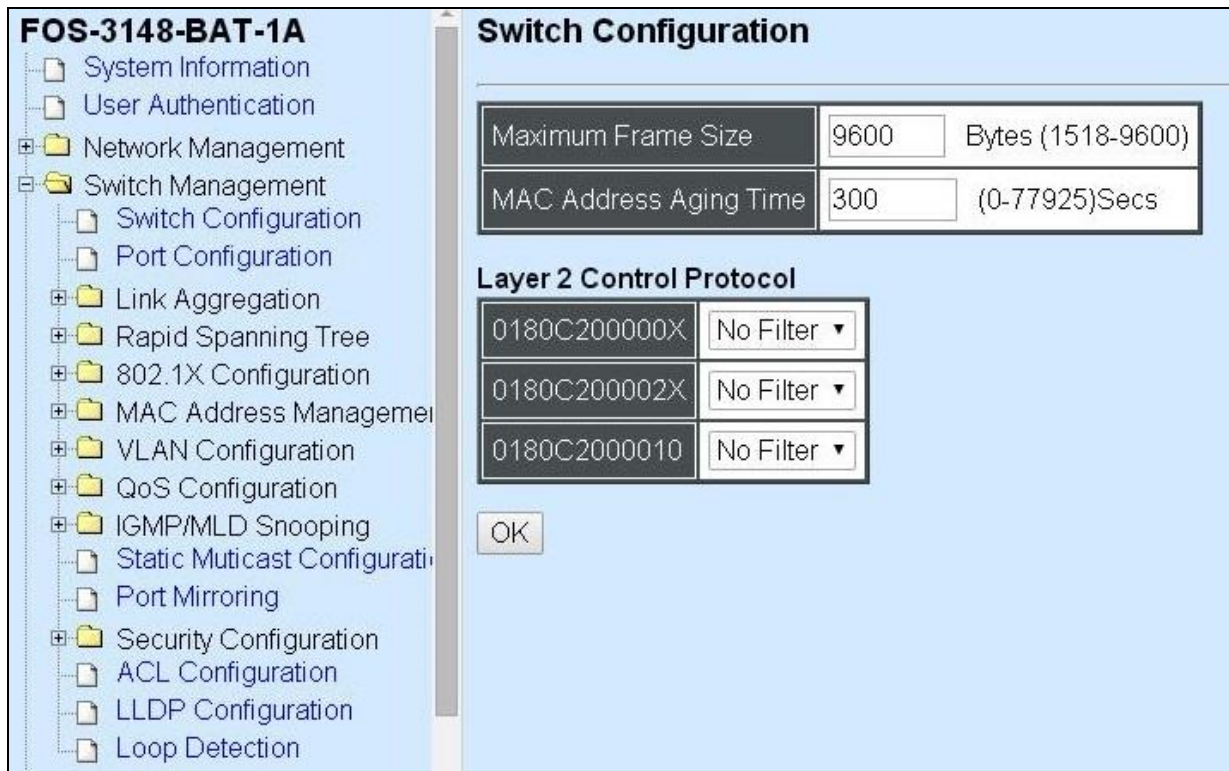 FOS-3148-BAT-1A
System Information
User Authentication
Network Management
Switch Management
Switch Configuration
Port Configuration
Link Aggregation
Rapid Spanning Tree
802.1X Configuration
MAC Address Managemen
VLAN Configuration
QoS Configuration
IGMP/MLD Snooping
Static Muticast Configurati
Port Mirroring
Security Configuration
ACL Configuration
LLDP Configuration
Loop Detection
Switch Configuration
Maximum Frame Size 9600 Bytes (1518-9600)
MAC Address Aging Time 300 (0-77925)Secs
Layer 2 Control Protocol
0180C200000X No Filter
0180C200002X No Filter
0180C2000010 No Filter
OK